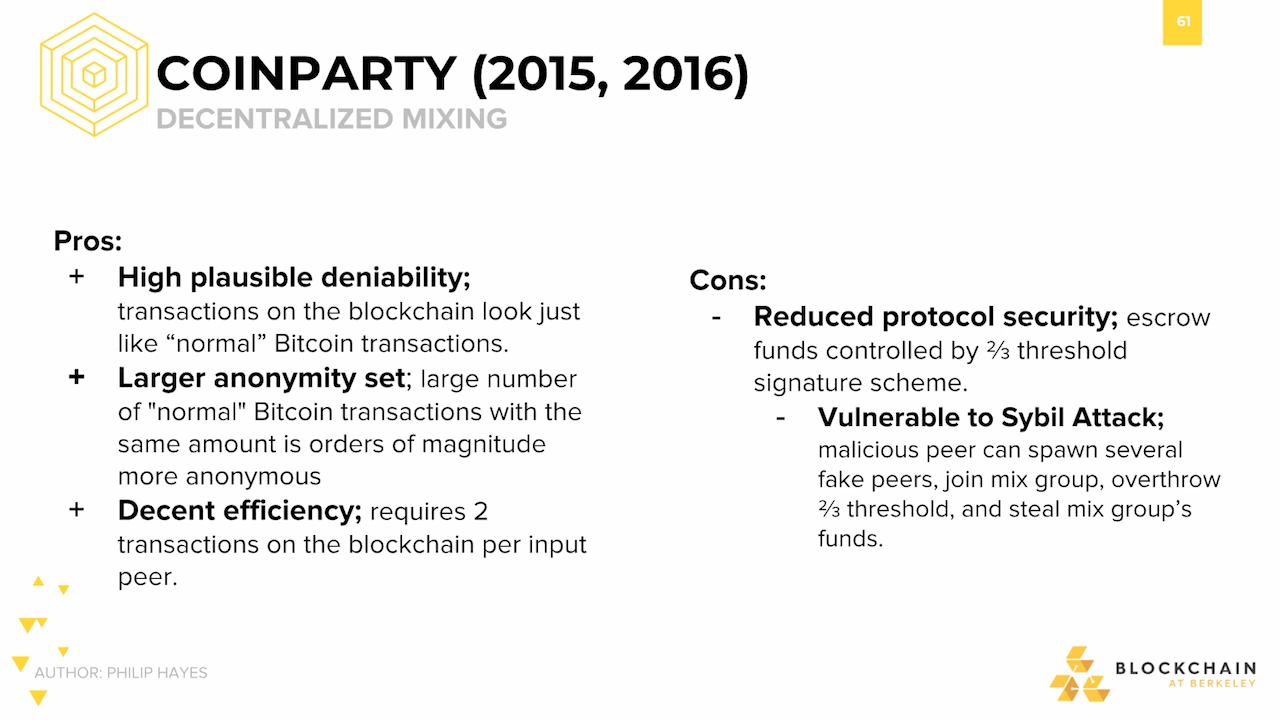 61
COINPARTY (2015, 2016)
DECENTRALIZED MIXING
Pros:
+ High plausible deniability;
transactions on the blockchain look just
like “normal” Bitcoin transactions.
+ Larger anonymity set; large number
of "normal" Bitcoin transactions with the
same amount is orders of magnitude
more anonymous
+ Decent efficiency; requires 2
transactions on the blockchain per input
peer.
Cons:
- Reduced protocol security; escrow
funds controlled by ⅔ threshold
signature scheme.
- Vulnerable to Sybil Attack;
malicious peer can spawn several
fake peers, join mix group, overthrow
⅔ threshold, and steal mix group’s
funds.
AUTHOR: PHILIP HAYES
BLOCKCHAIN
AT BERKELEY